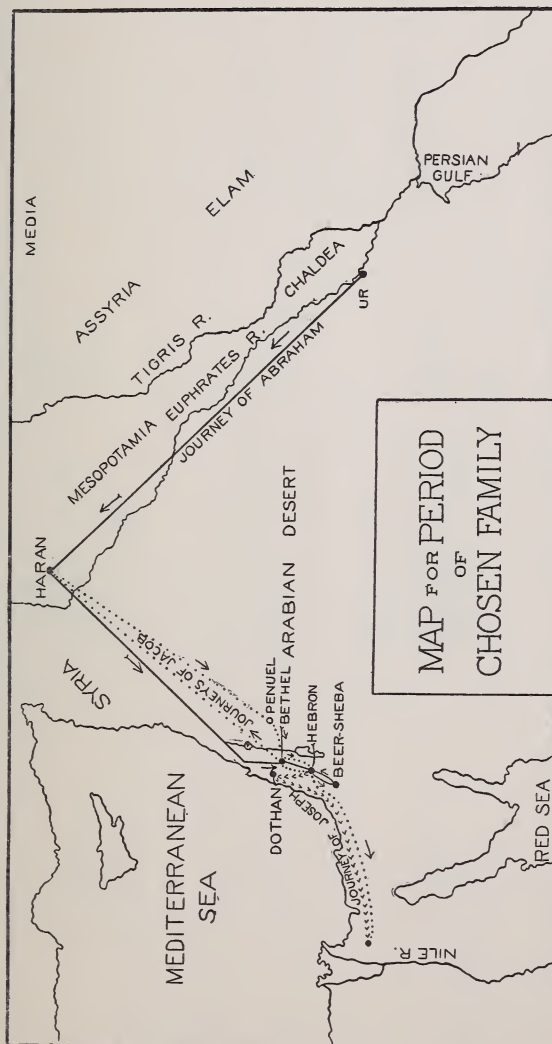 MEDIA
ASSYRIA
ELAM
TIGRIS R.
MESOPOTAMIA
EUPHRATES R.
CHALDEA
JOURNEY OF ABRAHAM
UR
PERSIAN
GULF
HARAN
SYRIA
JOURNEYS OF JACOB
ARABIAN DESERT
PENUEL
BETHEL
HEBRON
BEER-SHEBA
DOTHAN
JOURNEY OF JOSEPH
MEDITERRANEAN
SEA
NILE R.
RED SEA
MAP FOR PERIOD
OF
CHOSEN FAMILY